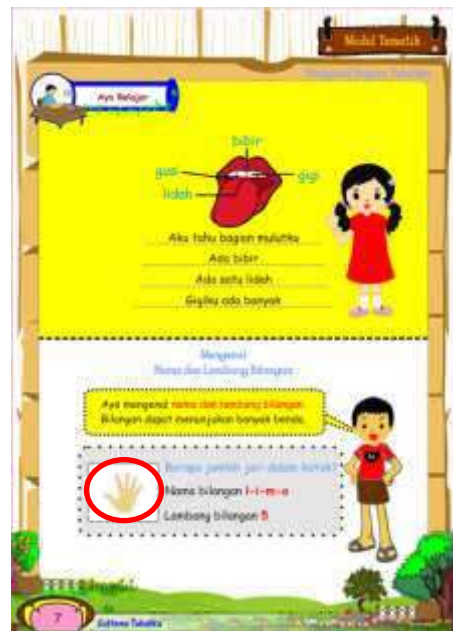 Modul Tematik
Ayo Belajar
bibir
gusi
gigi
lidah
Aku tahu bagian mulutku
Ada bibir
Ada satu lidah
Gigiku ada banyak
Mengenal
Nama dan Lambang Bilangan
Ayo mengenal nama dan lambang bilangan
Bilangan dapat menunjukan banyak benda.
Berapa jumlah jari dalam kotak?
Nama bilangan l-i-m-a
Lambang bilangan 5
7